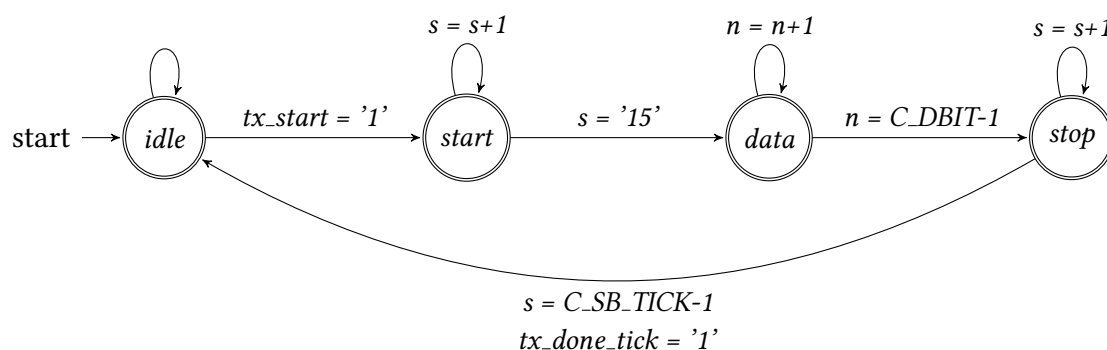 s = s+1
n = n+1
s = s+1
start
idle
tx_start = '1'
start
s = '15'
data
n = C_DBIT-1
stop
s = C_SB_TICK-1
tx_done_tick = '1'